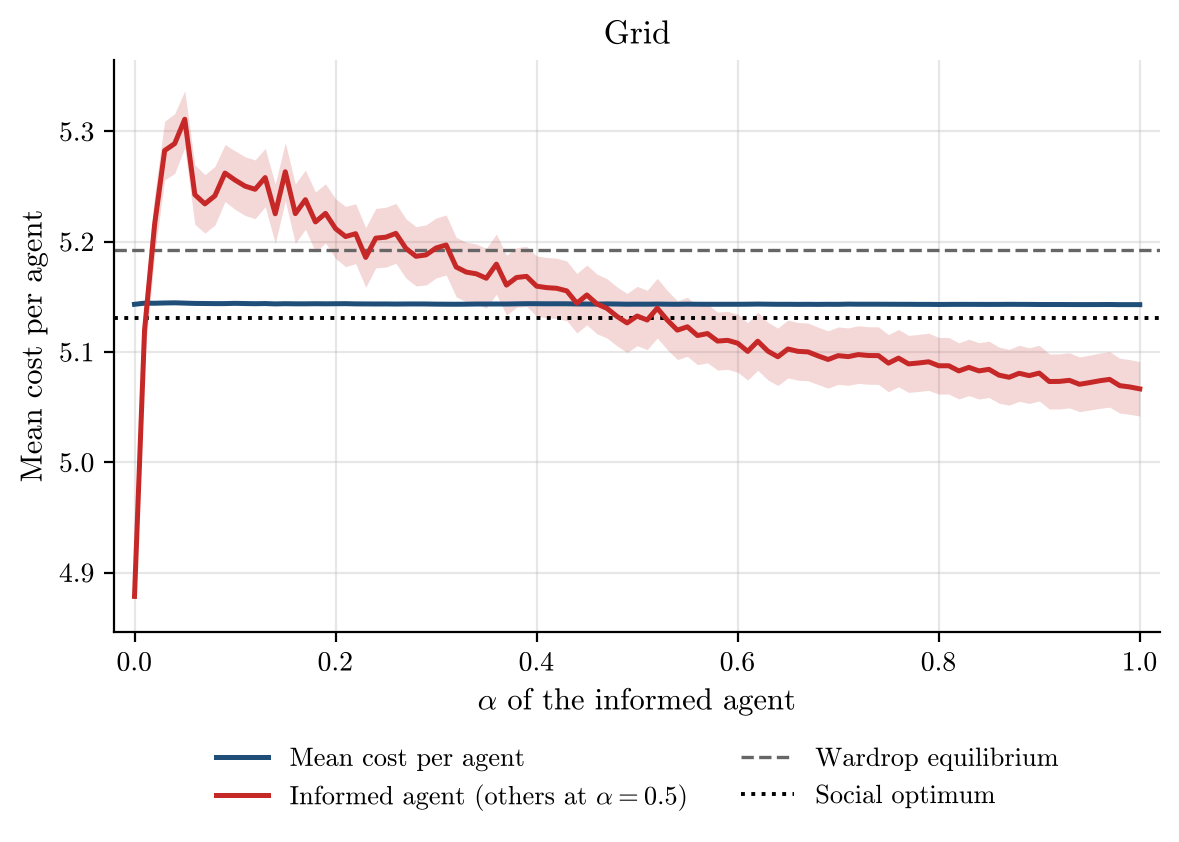 Grid
Mean cost per agent
5.3
5.2
5.1
5.0
4.9
0.0 0.2 0.4 0.6 0.8 1.0
α of the informed agent
Mean cost per agent
Informed agent (others at α = 0.5)
Wardrop equilibrium
Social optimum